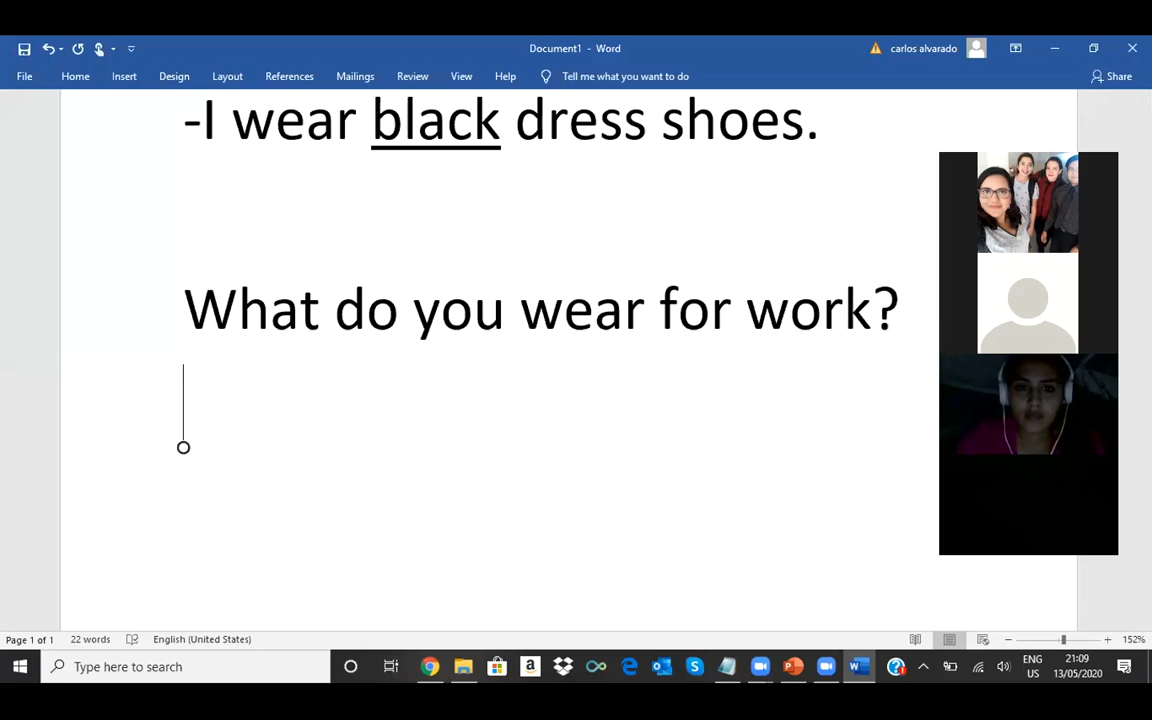 Document1 - Word
carlos alvarado
File Home Insert Design Layout References Mailings Review View Help Tell me what you want to do Share
-I wear black dress shoes.
What do you wear for work?
Page 1 of 1 22 words English (United States) 152%
Type here to search
ENG
US
21:09
13/05/2020